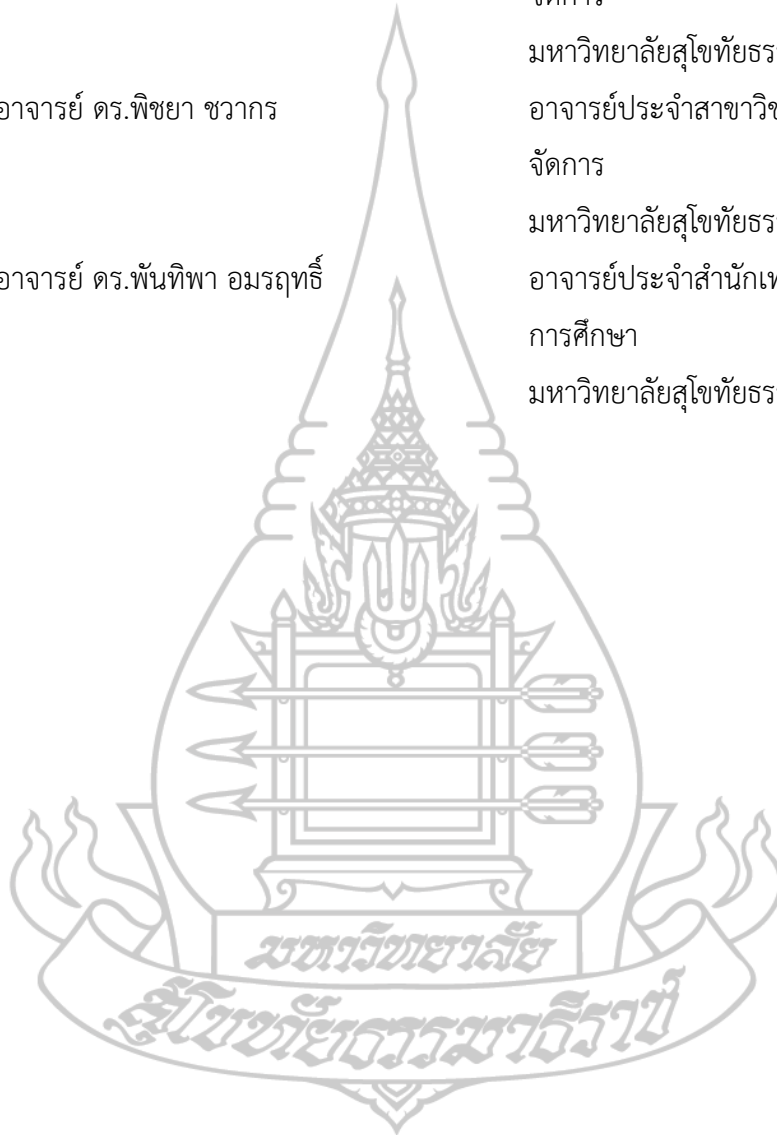 จัดการ
มหาวิทยาลัยสุโขทัยธรร
อาจารย์ ดร.พิชยา ชวากร อาจารย์ประจำสาขาวิช
จัดการ
มหาวิทยาลัยสุโขทัยธรร
อาจารย์ ดร.พันทิพา อมรฤทธิ์ อาจารย์ประจำสำนักเท
การศึกษา
มหาวิทยาลัยสุโขทัยธรร
มหาวิทยาลัย
สุโขทัยธรรมาธิราช